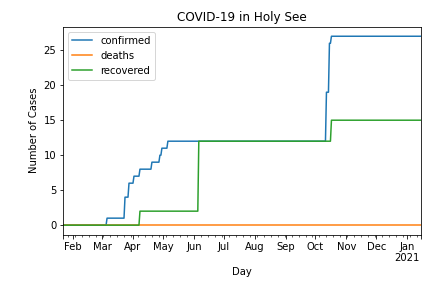 COVID-19 in Holy See
confirmed
deaths
recovered
Number of Cases
25
20
15
10
5
0
Feb Mar Apr May Jun Jul Aug Sep Oct Nov Dec Jan
2021
Day